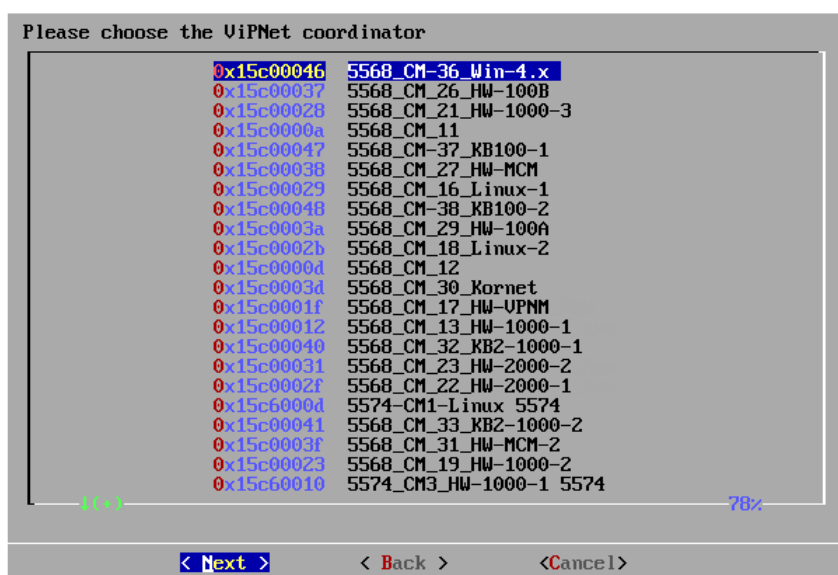 Please choose the ViPNet coordinator
0x15c00046 5568_CM-36_Win-4.x
0x15c00037 5568_CM_26_HW-100B
0x15c00028 5568_CM_21_HW-1000-3
0x15c0000a 5568_CM_11
0x15c00047 5568_CM-37_KB100-1
0x15c00038 5568_CM_27_HW-MCM
0x15c00029 5568_CM_16_Linux-1
0x15c00048 5568_CM-38_KB100-2
0x15c0003a 5568_CM_29_HW-100A
0x15c0002b 5568_CM_18_Linux-2
0x15c0000d 5568_CM_12
0x15c0003d 5568_CM_30_Kornet
0x15c0001f 5568_CM_17_HW-VPNM
0x15c00012 5568_CM_13_HW-1000-1
0x15c00040 5568_CM_32_KB2-1000-1
0x15c00031 5568_CM_23_HW-2000-2
0x15c0002f 5568_CM_22_HW-2000-1
0x15c6000d 5574-CM1-Linux 5574
0x15c00041 5568_CM_33_KB2-1000-2
0x15c0003f 5568_CM_31_HW-MCM-2
0x15c00023 5568_CM_19_HW-1000-2
0x15c60010 5574_CM3_HW-1000-1 5574
↓(+) 78%
< Next > < Back > <Cancel>